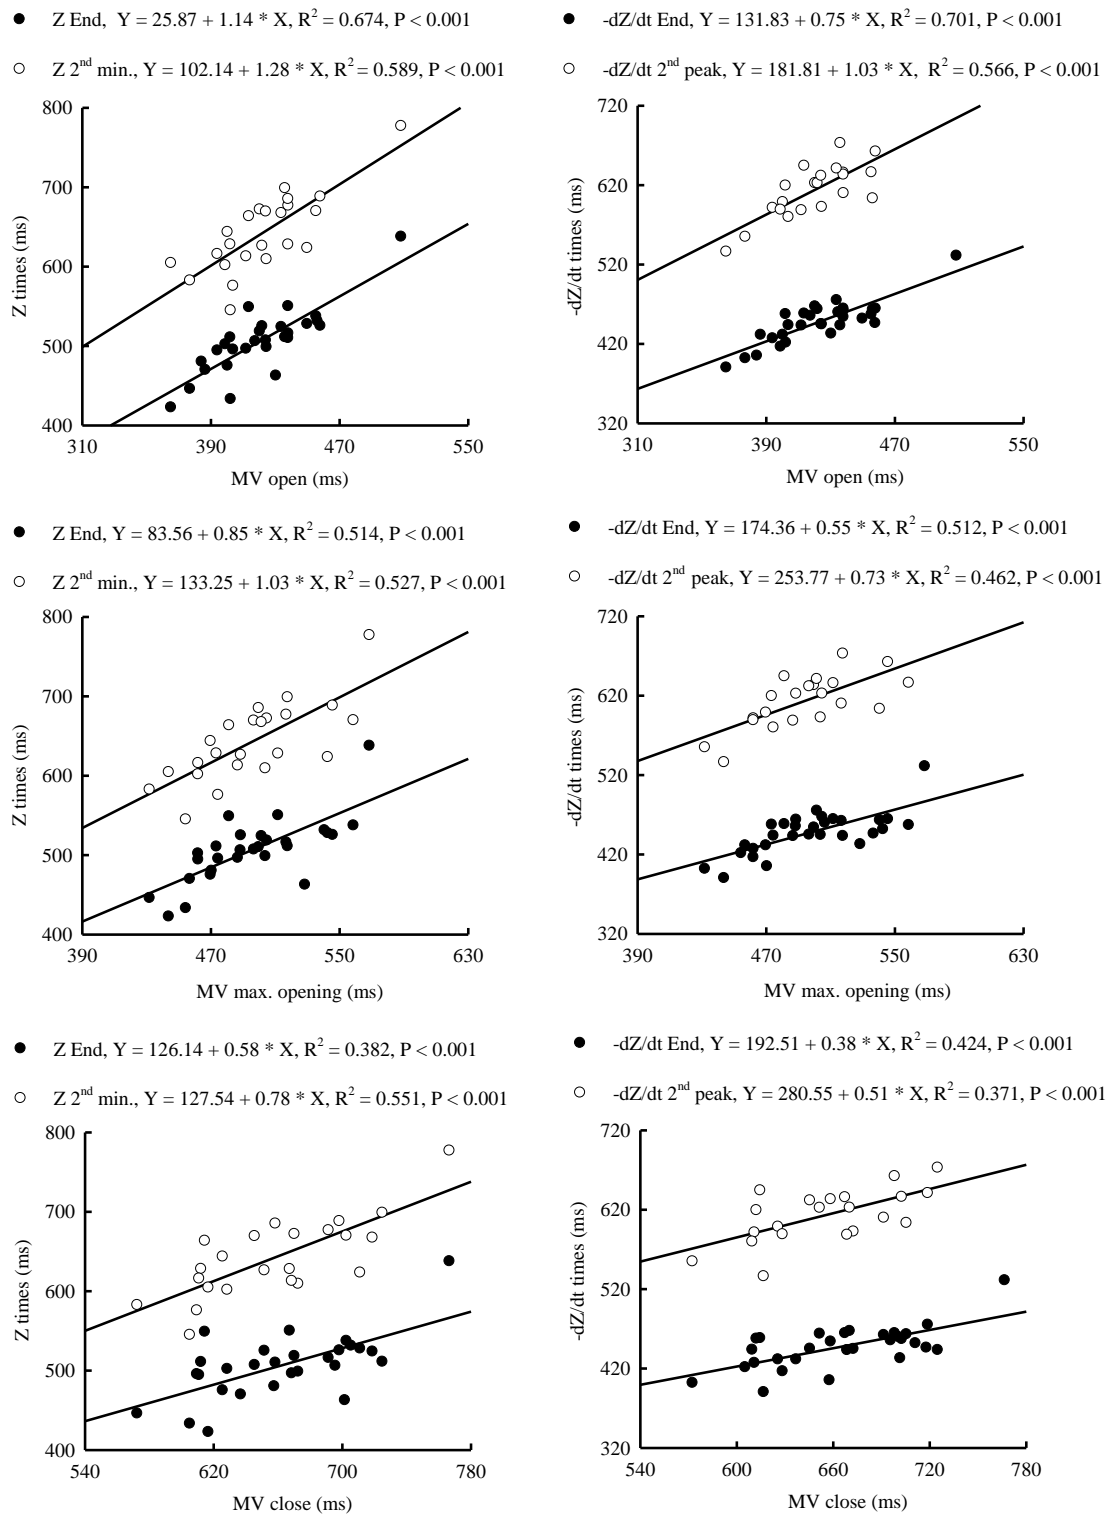 Z End, Y = 25.87 + 1.14 * X, R² = 0.674, P < 0.001
Z 2nd min., Y = 102.14 + 1.28 * X, R² = 0.589, P < 0.001
800
700
600
500
400
Z times (ms)
310 390 470 550
MV open (ms)
-dZ/dt End, Y = 131.83 + 0.75 * X, R² = 0.701, P < 0.001
-dZ/dt 2nd peak, Y = 181.81 + 1.03 * X, R² = 0.566, P < 0.001
720
620
520
420
320
-dZ/dt times (ms)
310 390 470 550
MV open (ms)
Z End, Y = 83.56 + 0.85 * X, R² = 0.514, P < 0.001
Z 2nd min., Y = 133.25 + 1.03 * X, R² = 0.527, P < 0.001
800
700
600
500
400
Z times (ms)
390 470 550 630
MV max. opening (ms)
-dZ/dt End, Y = 174.36 + 0.55 * X, R² = 0.512, P < 0.001
-dZ/dt 2nd peak, Y = 253.77 + 0.73 * X, R² = 0.462, P < 0.001
720
620
520
420
320
-dZ/dt times (ms)
390 470 550 630
MV max. opening (ms)
Z End, Y = 126.14 + 0.58 * X, R² = 0.382, P < 0.001
Z 2nd min., Y = 127.54 + 0.78 * X, R² = 0.551, P < 0.001
800
700
600
500
400
Z times (ms)
540 620 700 780
MV close (ms)
-dZ/dt End, Y = 192.51 + 0.38 * X, R² = 0.424, P < 0.001
-dZ/dt 2nd peak, Y = 280.55 + 0.51 * X, R² = 0.371, P < 0.001
720
620
520
420
320
-dZ/dt times (ms)
540 600 660 720 780
MV close (ms)